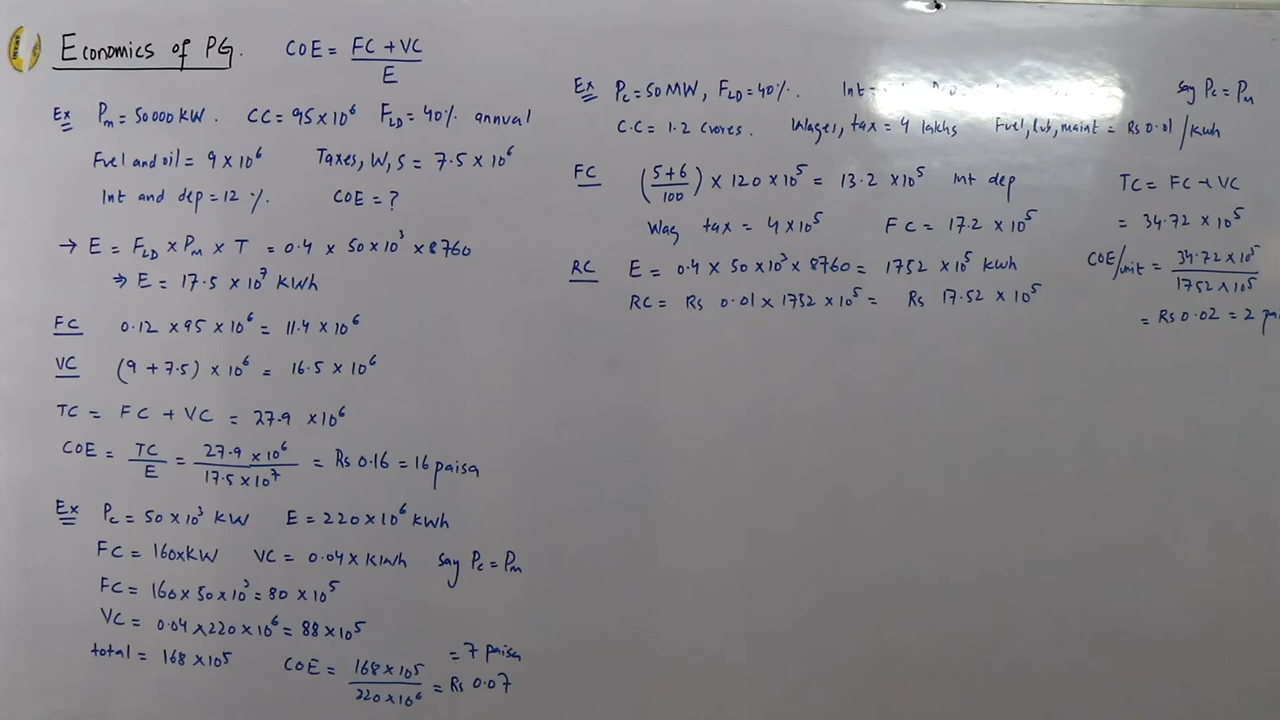 Economics of PG. COE = FC + VC / E
Ex Pm = 50000 KW. CC = 95 x 10^6 FLD = 40% annual
Fuel and oil = 9 x 10^6 Taxes, W, S = 7.5 x 10^6
Int and dep = 12 %. COE = ?
→ E = FLD x Pm x T = 0.4 x 50 x 10^3 x 8760
⇒ E = 17.5 x 10^7 KWh
FC 0.12 x 95 x 10^6 = 11.4 x 10^6
VC (9 + 7.5) x 10^6 = 16.5 x 10^6
TC = FC + VC = 27.9 x 10^6
COE = TC / E = 27.9 x 10^6 / 17.5 x 10^7 = Rs 0.16 = 16 paisa
Ex Pc = 50 x 10^3 KW E = 220 x 10^6 KWh
FC = 160 x KW VC = 0.04 x KWh say Pc = Pm
FC = 160 x 50 x 10^3 = 80 x 10^5
VC = 0.04 x 220 x 10^6 = 88 x 10^5
total = 168 x 10^5 COE = 168 x 10^5 / 220 x 10^6 = Rs 0.07
= 7 paisa
Ex Pc = 50 MW, FLD = 40%. Int say Pc = Pm
C.C = 1.2 crores. Wages, tax = 4 lakhs Fuel, lub, maint = Rs 0.01 / Kwh
FC (5 + 6 / 100) x 120 x 10^5 = 13.2 x 10^5 Int dep
Wag tax = 4 x 10^5 FC = 17.2 x 10^5
RC E = 0.4 x 50 x 10^3 x 8760 = 1752 x 10^5 kwh
RC = Rs 0.01 x 1752 x 10^5 = Rs 17.52 x 10^5
TC = FC + VC
= 34.72 x 10^5
COE/unit = 34.72 x 10^5 / 1752 x 10^5
= Rs 0.02 = 2 pai